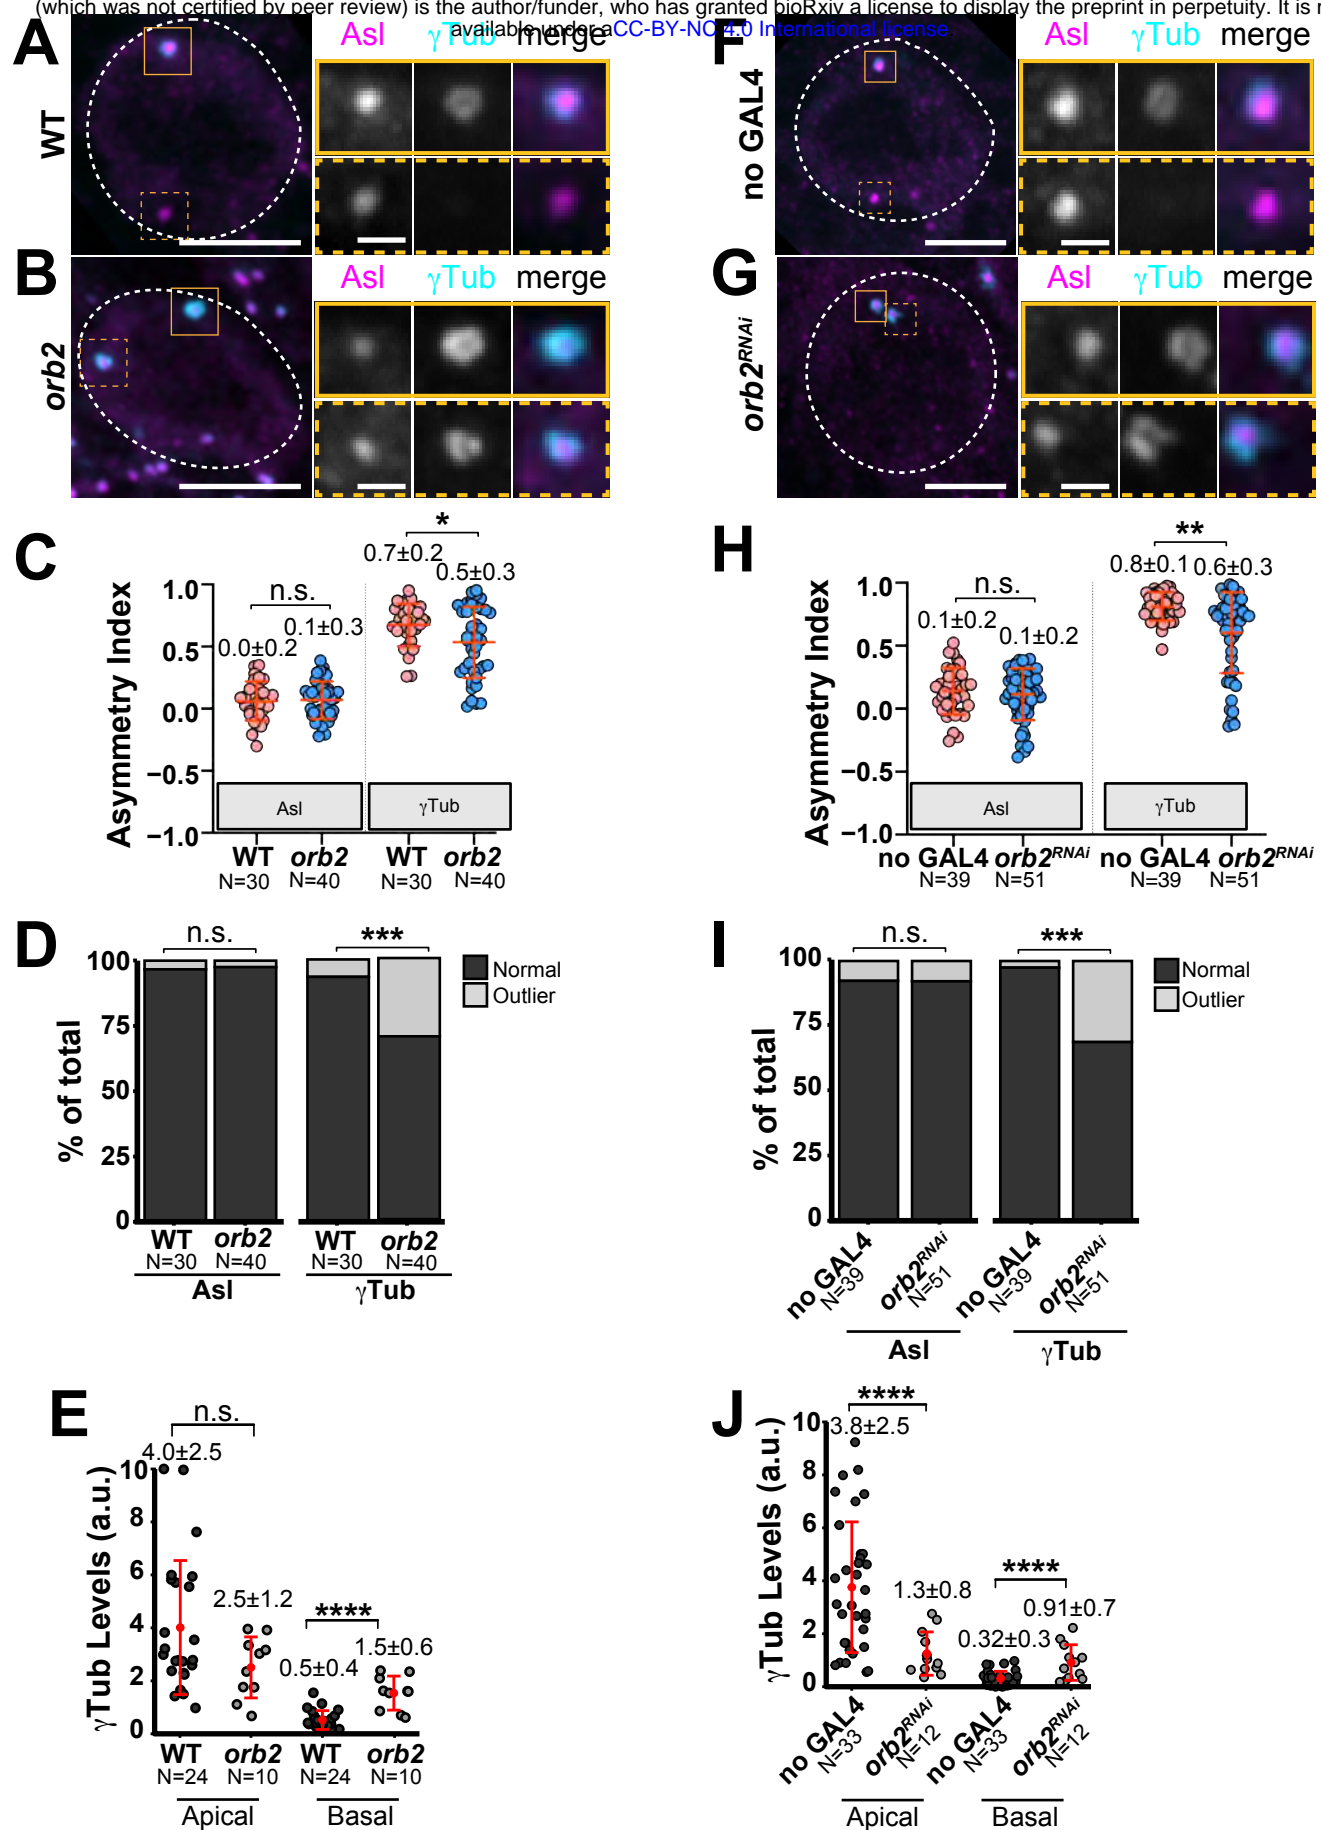 (which was not certified by peer review) is the author/funder, who has granted bioRxiv a license to display the preprint in perpetuity. It is
available under aCC-BY-NC 4.0 International license
A
WT
Asl γTub merge
B
orb2
Asl γTub merge
C
Asymmetry Index
1.0
0.5
0.0
−0.5
−1.0
n.s.
*
0.0±0.2
0.1±0.3
0.7±0.2
0.5±0.3
Asl
γTub
WT orb2 WT orb2
N=30 N=40 N=30 N=40
D
% of total
100
75
50
25
0
n.s.
***
Normal
Outlier
WT orb2 WT orb2
N=30 N=40 N=30 N=40
Asl γTub
E
γTub Levels (a.u.)
10
8
6
4
2
0
n.s.
4.0±2.5
2.5±1.2
****
0.5±0.4
1.5±0.6
WT orb2 WT orb2
N=24 N=10 N=24 N=10
Apical Basal
F
no GAL4
Asl γTub merge
G
orb2RNAi
Asl γTub merge
H
Asymmetry Index
1.0
0.5
0.0
−0.5
−1.0
n.s.
**
0.1±0.2
0.1±0.2
0.8±0.1
0.6±0.3
Asl
γTub
no GAL4 orb2RNAi no GAL4 orb2RNAi
N=39 N=51 N=39 N=51
I
% of total
100
75
50
25
0
n.s.
***
Normal
Outlier
no GAL4 orb2RNAi no GAL4 orb2RNAi
N=39 N=51 N=39 N=51
Asl γTub
J
γTub Levels (a.u.)
10
8
6
4
2
0
****
3.8±2.5
1.3±0.8
****
0.32±0.3
0.91±0.7
no GAL4 orb2RNAi no GAL4 orb2RNAi
N=33 N=12 N=33 N=12
Apical Basal